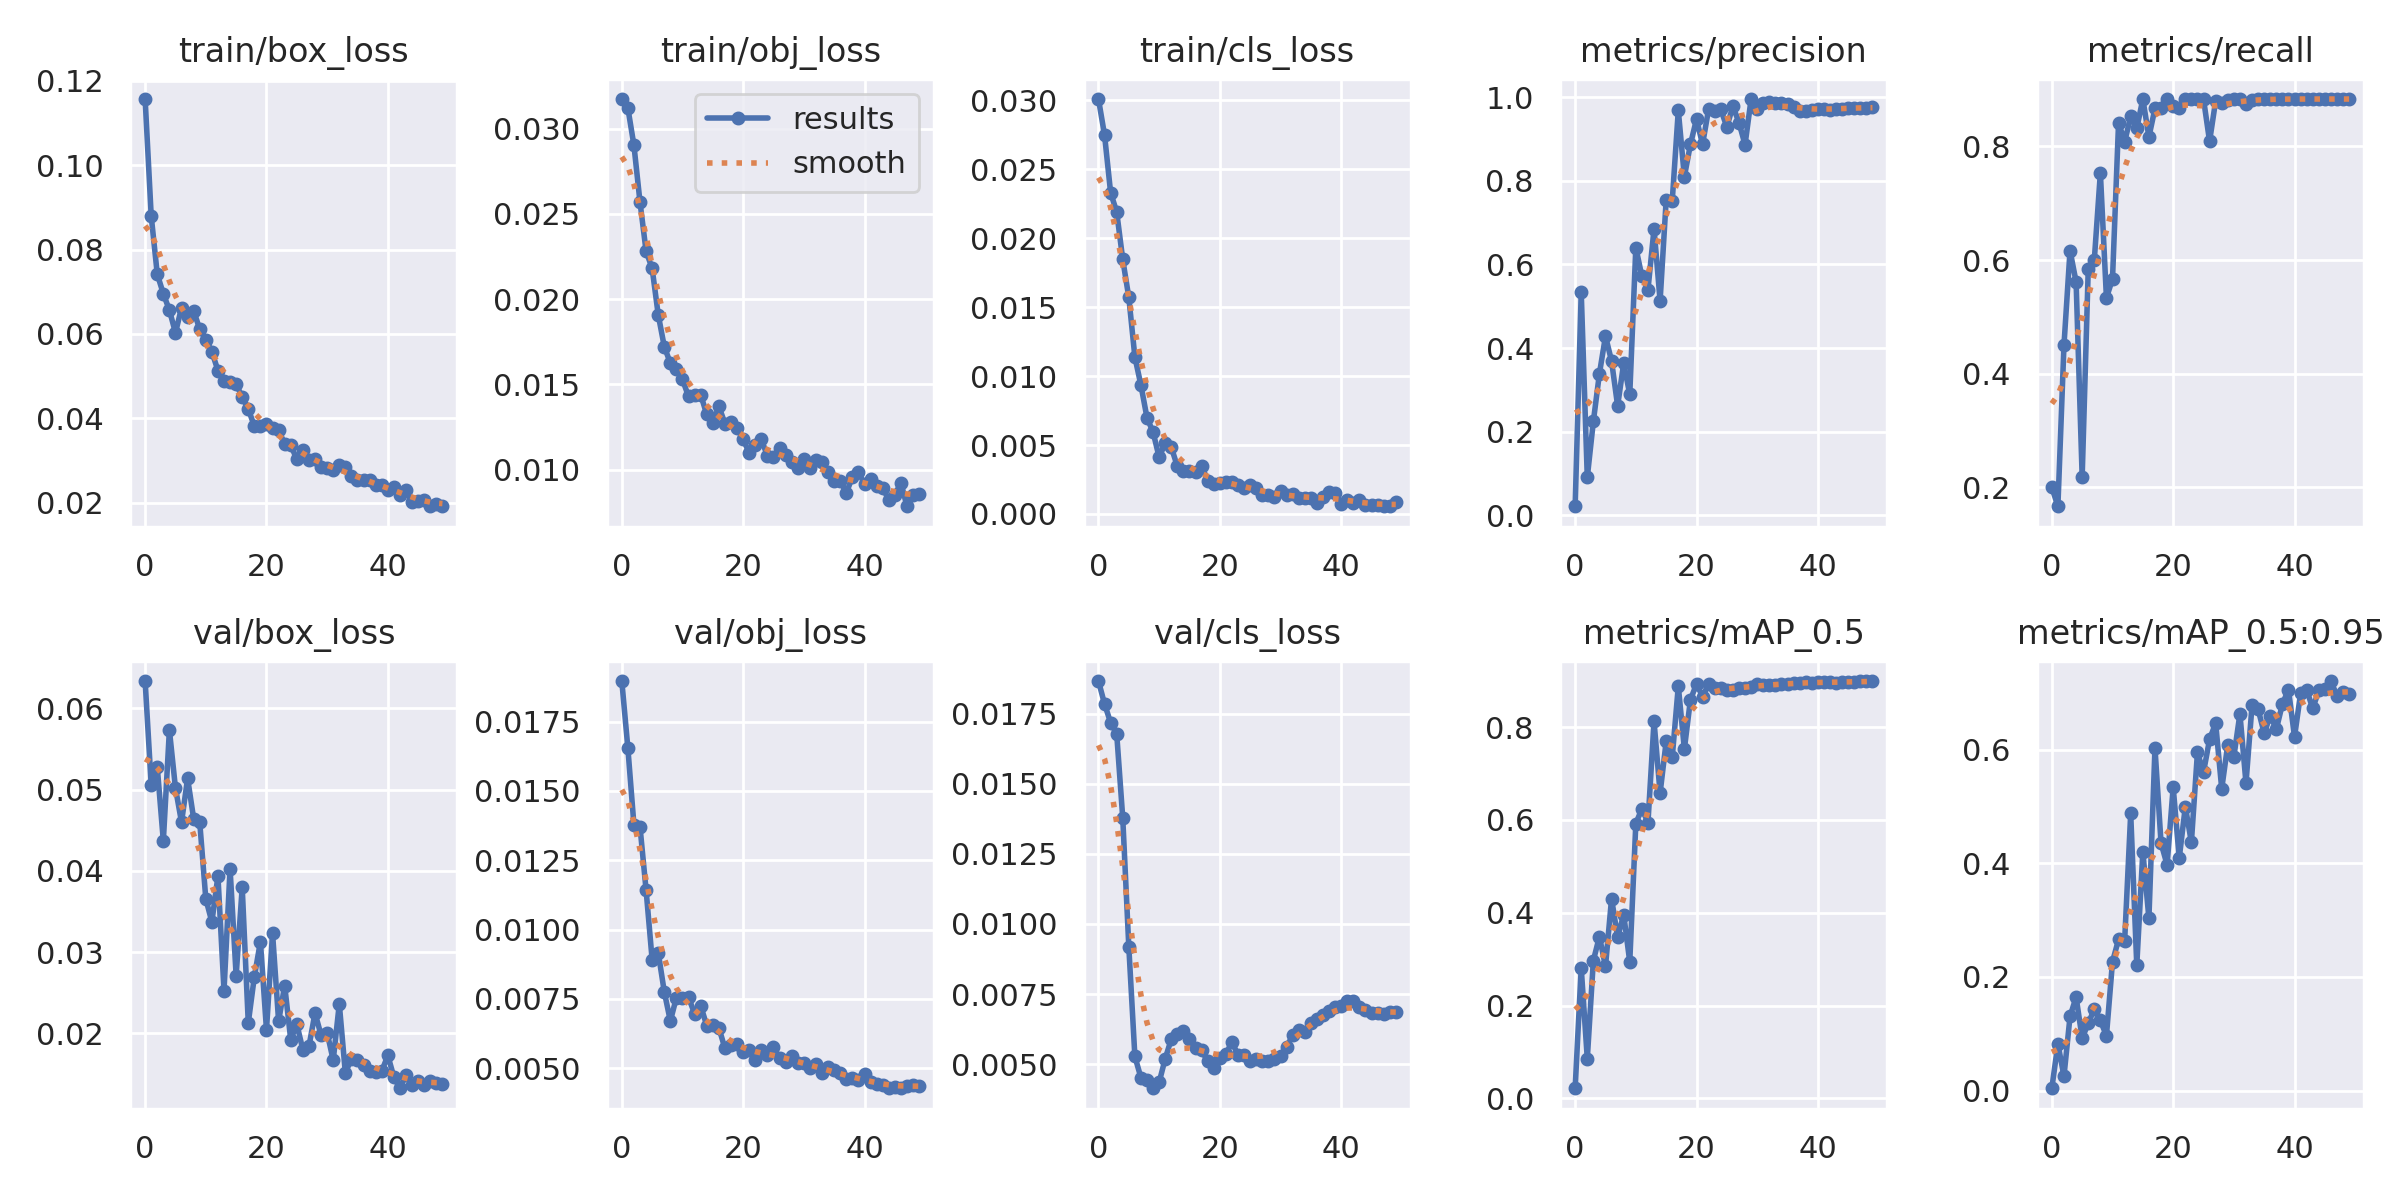 train/box_loss
0.12
0.10
0.08
0.06
0.04
0.02
0 20 40
train/obj_loss
results
smooth
0.030
0.025
0.020
0.015
0.010
0 20 40
train/cls_loss
0.030
0.025
0.020
0.015
0.010
0.005
0.000
0 20 40
metrics/precision
1.0
0.8
0.6
0.4
0.2
0.0
0 20 40
metrics/recall
0.8
0.6
0.4
0.2
0 20 40
val/box_loss
0.06
0.05
0.04
0.03
0.02
0 20 40
val/obj_loss
0.0175
0.0150
0.0125
0.0100
0.0075
0.0050
0 20 40
val/cls_loss
0.0175
0.0150
0.0125
0.0100
0.0075
0.0050
0 20 40
metrics/mAP_0.5
0.8
0.6
0.4
0.2
0.0
0 20 40
metrics/mAP_0.5:0.95
0.6
0.4
0.2
0.0
0 20 40